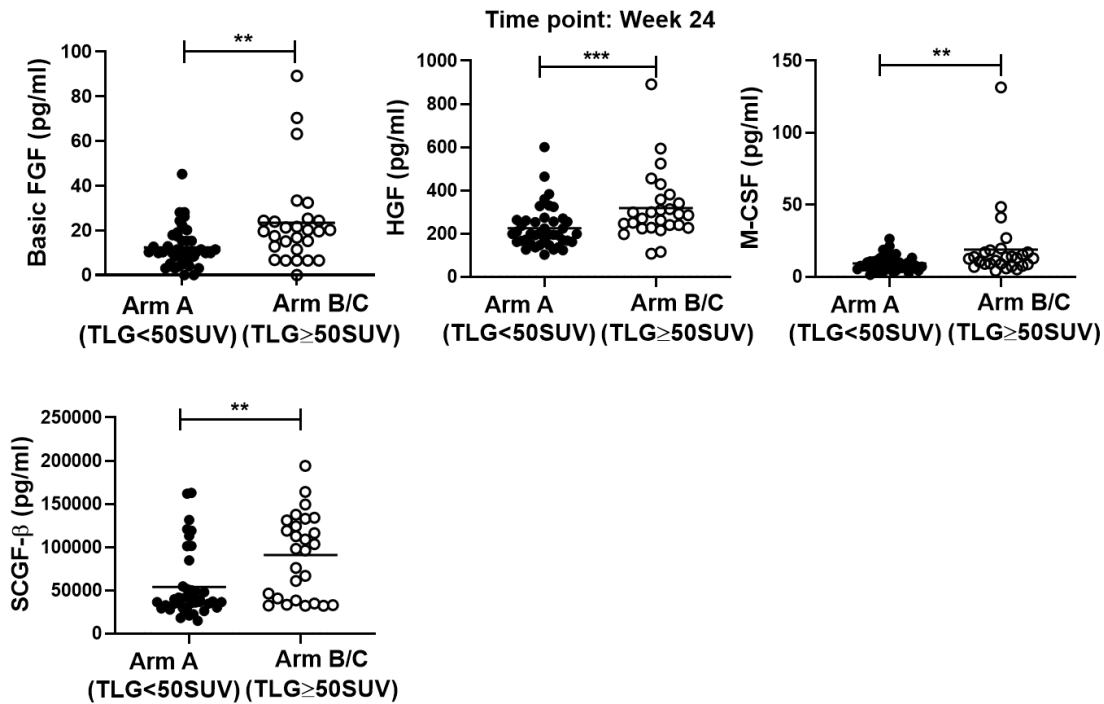 Time point: Week 24
**
Basic FGF (pg/ml)
100
80
60
40
20
0
Arm A
(TLG<50SUV)
Arm B/C
(TLG≥50SUV)
***
HGF (pg/ml)
1000
800
600
400
200
0
Arm A
(TLG<50SUV)
Arm B/C
(TLG≥50SUV)
**
M-CSF (pg/ml)
150
100
50
0
Arm A
(TLG<50SUV)
Arm B/C
(TLG≥50SUV)
**
SCGF-β (pg/ml)
250000
200000
150000
100000
50000
0
Arm A
(TLG<50SUV)
Arm B/C
(TLG≥50SUV)